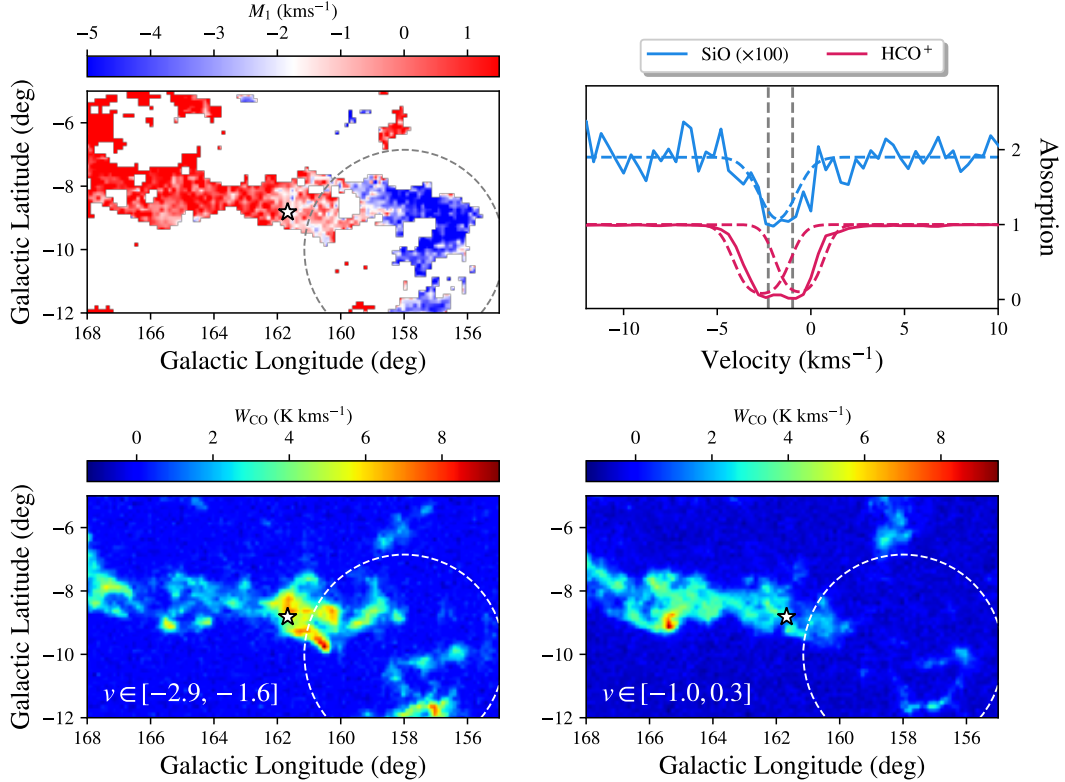 M₁ (kms⁻¹)
−5 −4 −3 −2 −1 0 1
Galactic Latitude (deg)
−6
−8
−10
−12
168 166 164 162 160 158 156
Galactic Longitude (deg)
SiO (×100) HCO⁺
2
1
0
Absorption
−10 −5 0 5 10
Velocity (kms⁻¹)
W_CO (K kms⁻¹)
0 2 4 6 8
Galactic Latitude (deg)
−6
−8
−10
−12
v ∈ [−2.9, −1.6]
168 166 164 162 160 158 156
Galactic Longitude (deg)
W_CO (K kms⁻¹)
0 2 4 6 8
−6
−8
−10
−12
v ∈ [−1.0, 0.3]
168 166 164 162 160 158 156
Galactic Longitude (deg)